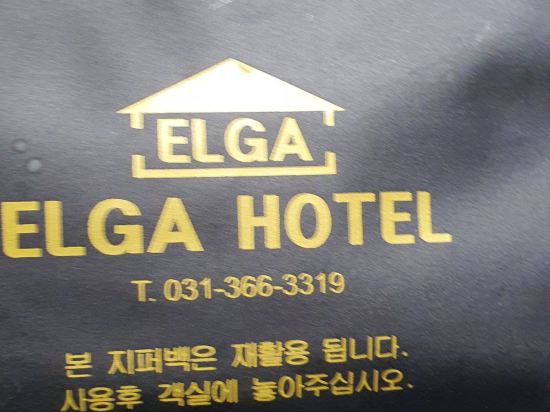 ELGA
ELGA HOTEL
T. 031-366-3319
본 지퍼백은 재활용 됩니다.
사용후 객실에 놓아주십시오.